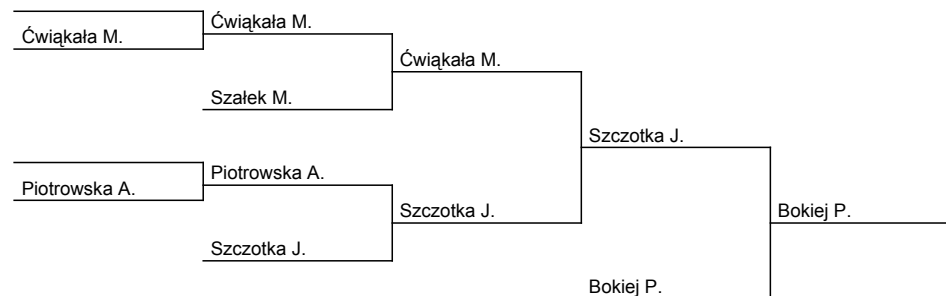 Ćwiąkała M.
Ćwiąkała M.
Ćwiąkała M.
Szałek M.
Szczotka J.
Piotrowska A.
Piotrowska A.
Szczotka J.
Bokiej P.
Szczotka J.
Bokiej P.